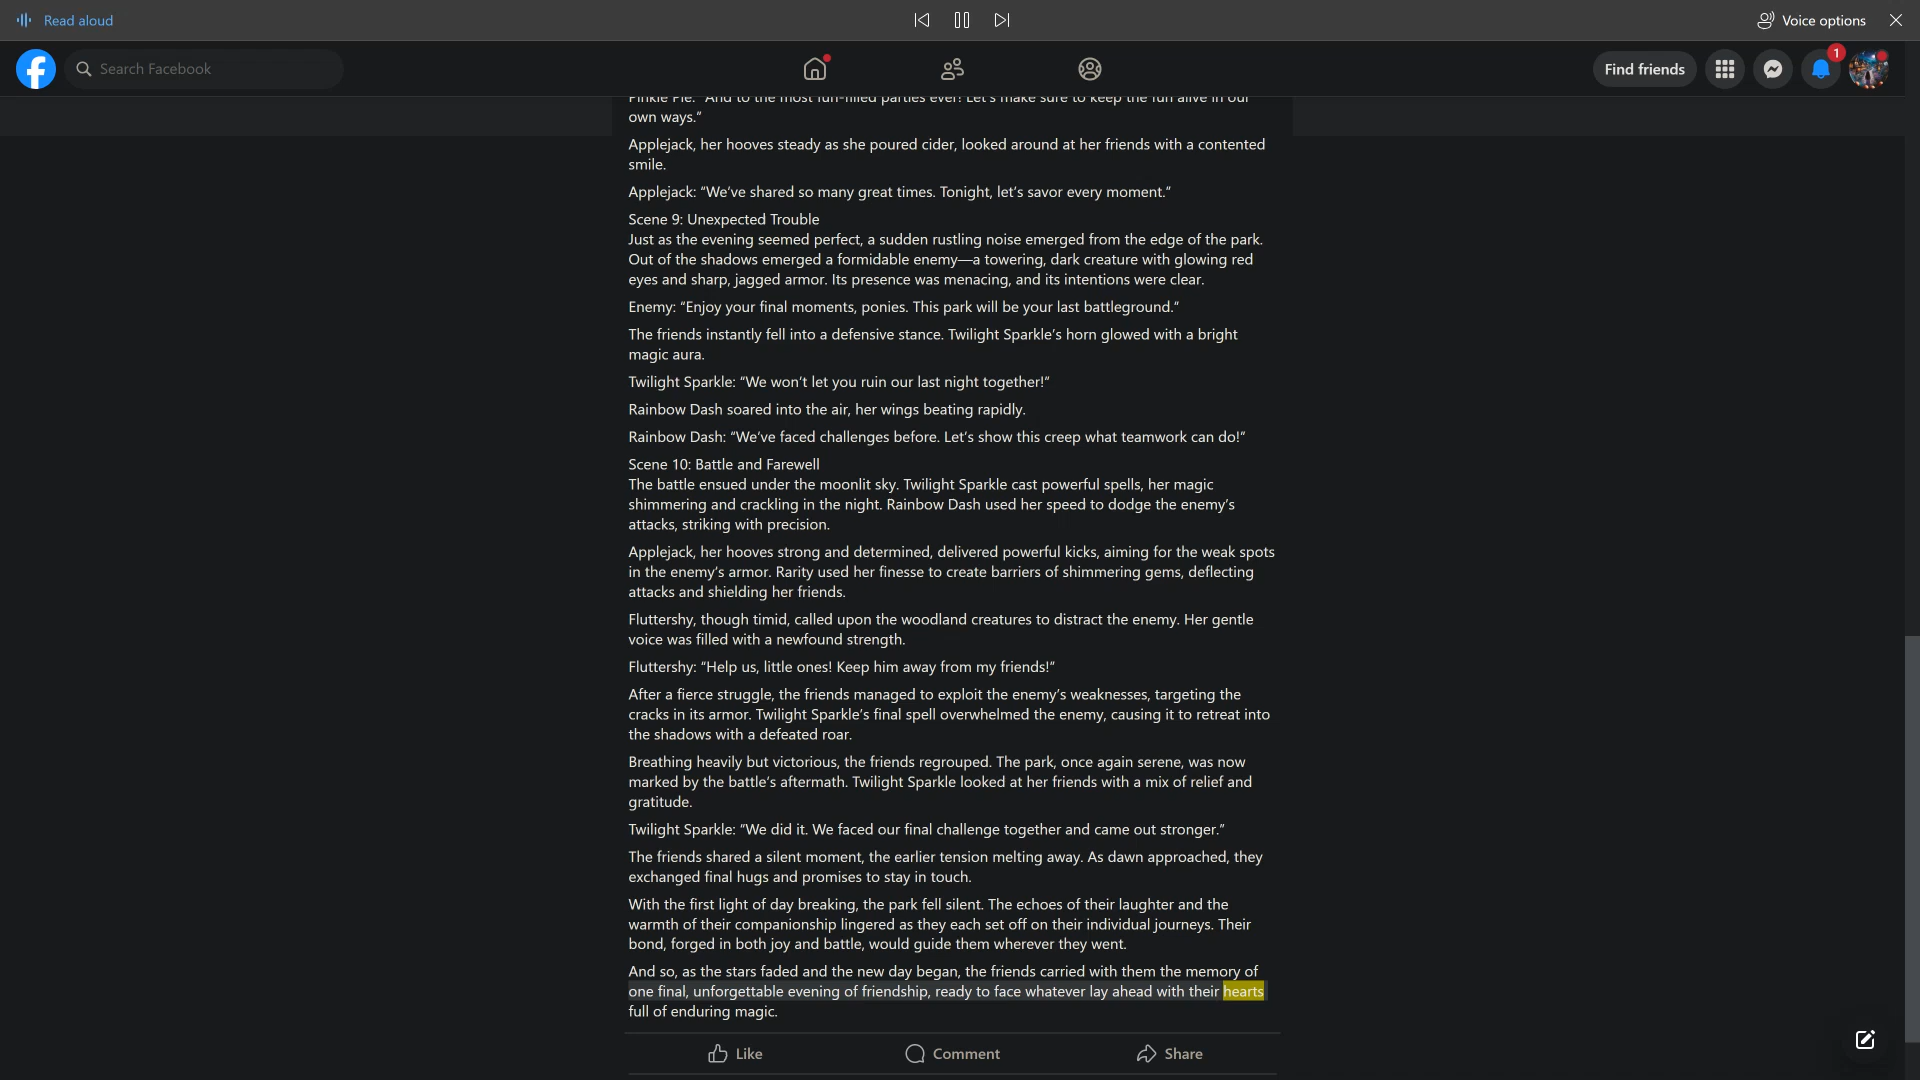 Read aloud
Voice options
Search Facebook
Find friends
1
Pinkie Pie: “And to the most fun-filled parties ever! Let’s make sure to keep the fun alive in our
own ways.”
Applejack, her hooves steady as she poured cider, looked around at her friends with a contented
smile.
Applejack: “We’ve shared so many great times. Tonight, let’s savor every moment.”
Scene 9: Unexpected Trouble
Just as the evening seemed perfect, a sudden rustling noise emerged from the edge of the park.
Out of the shadows emerged a formidable enemy—a towering, dark creature with glowing red
eyes and sharp, jagged armor. Its presence was menacing, and its intentions were clear.
Enemy: “Enjoy your final moments, ponies. This park will be your last battleground.”
The friends instantly fell into a defensive stance. Twilight Sparkle’s horn glowed with a bright
magic aura.
Twilight Sparkle: “We won’t let you ruin our last night together!”
Rainbow Dash soared into the air, her wings beating rapidly.
Rainbow Dash: “We’ve faced challenges before. Let’s show this creep what teamwork can do!”
Scene 10: Battle and Farewell
The battle ensued under the moonlit sky. Twilight Sparkle cast powerful spells, her magic
shimmering and crackling in the night. Rainbow Dash used her speed to dodge the enemy’s
attacks, striking with precision.
Applejack, her hooves strong and determined, delivered powerful kicks, aiming for the weak spots
in the enemy’s armor. Rarity used her finesse to create barriers of shimmering gems, deflecting
attacks and shielding her friends.
Fluttershy, though timid, called upon the woodland creatures to distract the enemy. Her gentle
voice was filled with a newfound strength.
Fluttershy: “Help us, little ones! Keep him away from my friends!”
After a fierce struggle, the friends managed to exploit the enemy’s weaknesses, targeting the
cracks in its armor. Twilight Sparkle’s final spell overwhelmed the enemy, causing it to retreat into
the shadows with a defeated roar.
Breathing heavily but victorious, the friends regrouped. The park, once again serene, was now
marked by the battle’s aftermath. Twilight Sparkle looked at her friends with a mix of relief and
gratitude.
Twilight Sparkle: “We did it. We faced our final challenge together and came out stronger.”
The friends shared a silent moment, the earlier tension melting away. As dawn approached, they
exchanged final hugs and promises to stay in touch.
With the first light of day breaking, the park fell silent. The echoes of their laughter and the
warmth of their companionship lingered as they each set off on their individual journeys. Their
bond, forged in both joy and battle, would guide them wherever they went.
And so, as the stars faded and the new day began, the friends carried with them the memory of
one final, unforgettable evening of friendship, ready to face whatever lay ahead with their hearts
full of enduring magic.
Like
Comment
Share